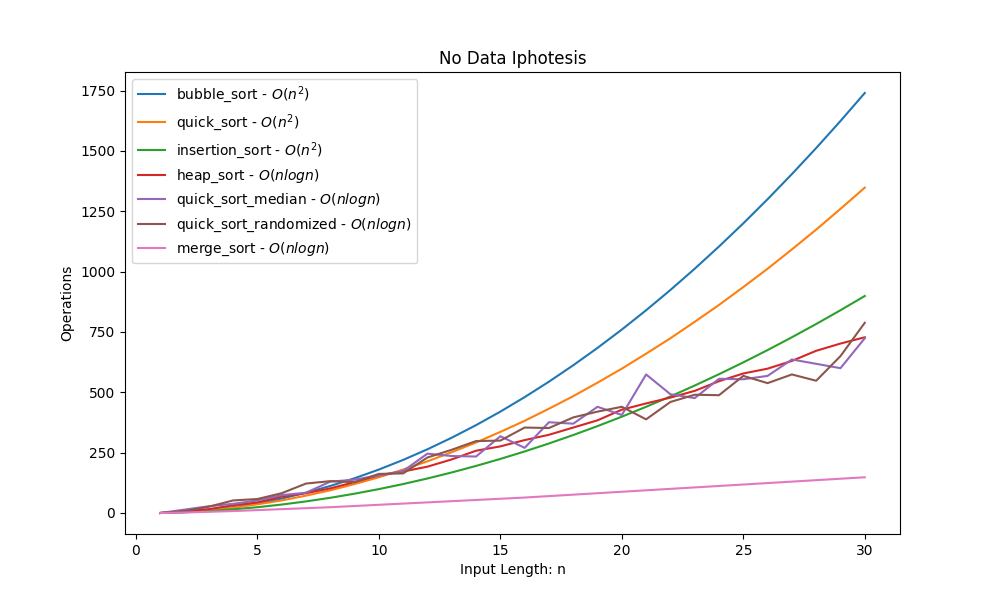 No Data Iphotesis
bubble_sort - O(n²)
quick_sort - O(n²)
insertion_sort - O(n²)
heap_sort - O(nlogn)
quick_sort_median - O(nlogn)
quick_sort_randomized - O(nlogn)
merge_sort - O(nlogn)
Operations
1750
1500
1250
1000
750
500
250
0
0 5 10 15 20 25 30
Input Length: n